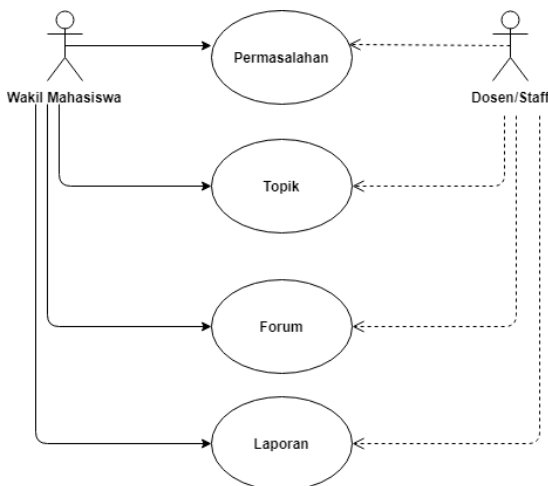 Permasalahan
Wakil Mahasiswa
Dosen/Staff
Topik
Forum
Laporan